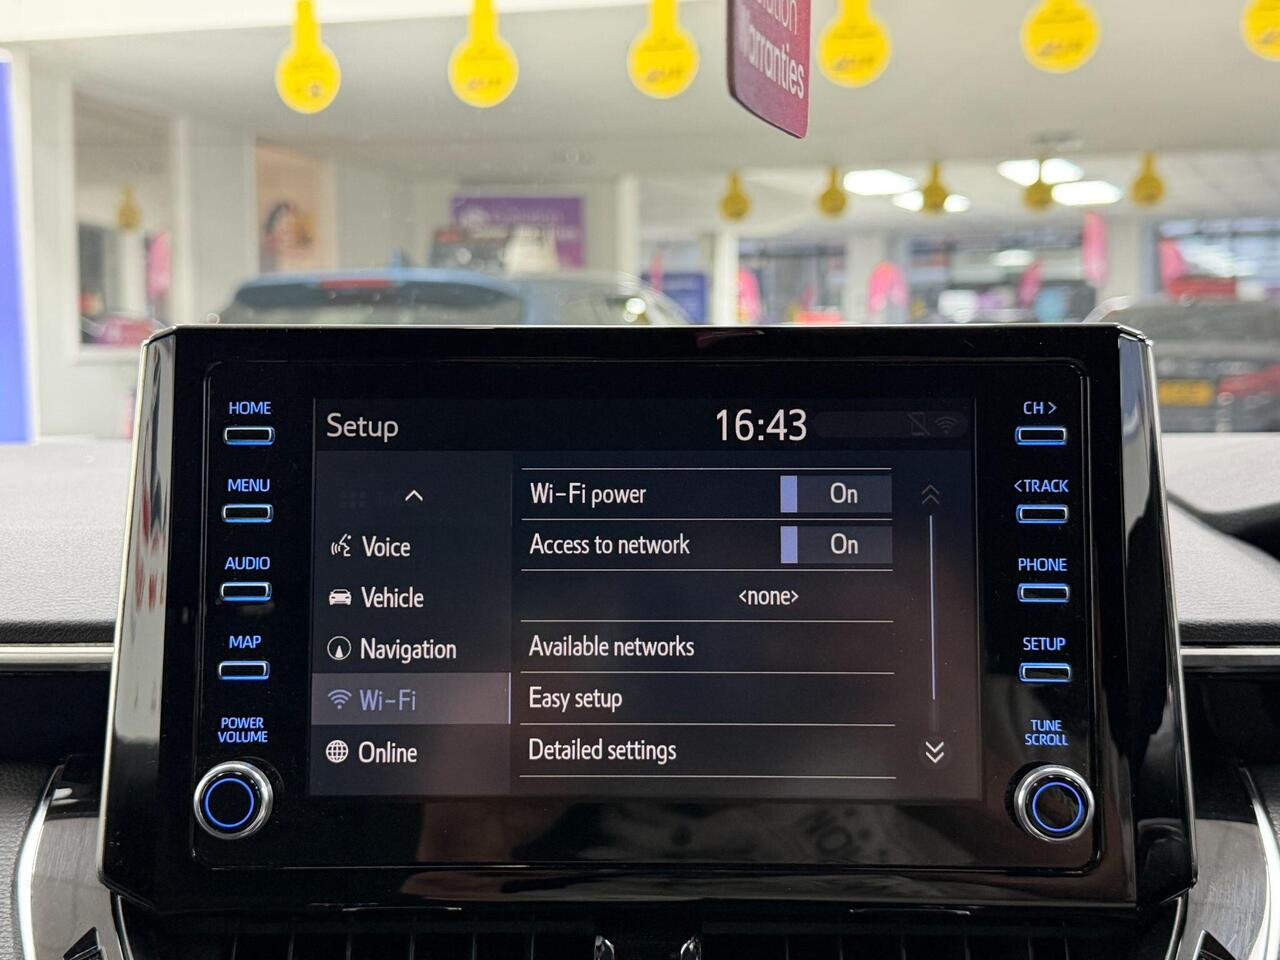 Warranties
HOME
MENU
AUDIO
MAP
POWER
VOLUME
Setup
16:43
Voice
Vehicle
Navigation
Wi-Fi
Online
Wi-Fi power
On
Access to network
On
<none>
Available networks
Easy setup
Detailed settings
CH >
< TRACK
PHONE
SETUP
TUNE
SCROLL